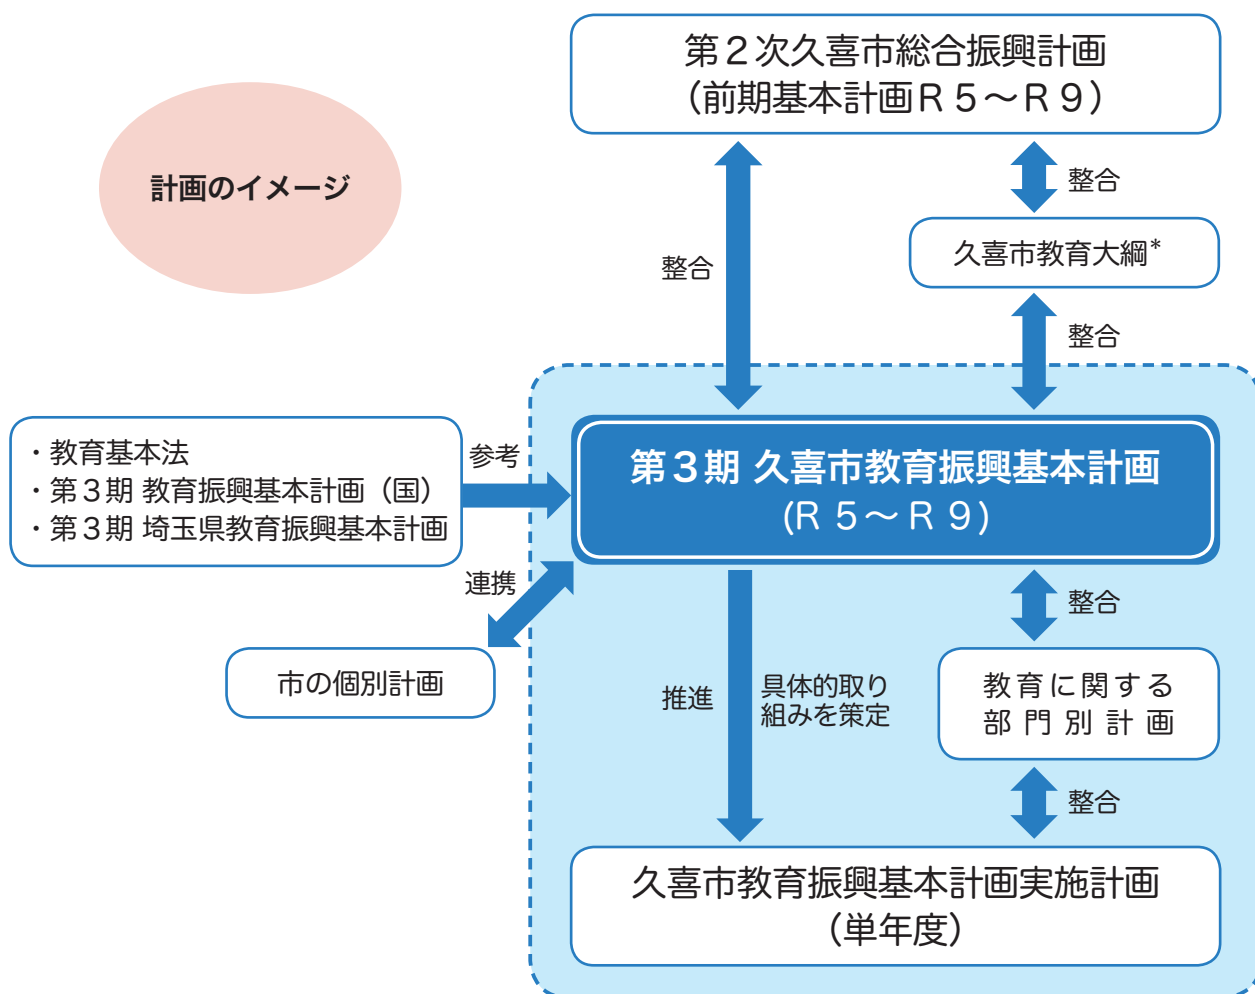 第２次久喜市総合振興計画
（前期基本計画Ｒ５～Ｒ９）
計画のイメージ
整合
整合
久喜市教育大綱*
整合
・教育基本法
・第３期 教育振興基本計画（国）
・第３期 埼玉県教育振興基本計画
参考
第３期 久喜市教育振興基本計画
(Ｒ５～Ｒ９)
連携
市の個別計画
整合
推進
具体的取り
組みを策定
教育に関する
部門別計画
整合
久喜市教育振興基本計画実施計画
（単年度）